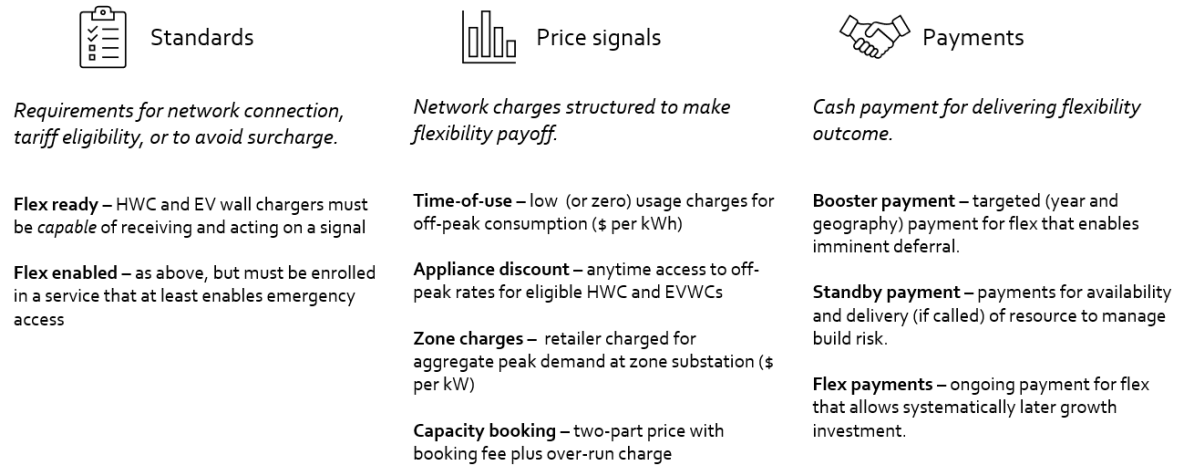 Standards
Requirements for network connection,
tariff eligibility, or to avoid surcharge.
Flex ready – HWC and EV wall chargers must
be capable of receiving and acting on a signal
Flex enabled – as above, but must be enrolled
in a service that at least enables emergency
access
Price signals
Network charges structured to make
flexibility payoff.
Time-of-use – low (or zero) usage charges for
off-peak consumption ($ per kWh)
Appliance discount – anytime access to off-
peak rates for eligible HWC and EVWCs
Zone charges – retailer charged for
aggregate peak demand at zone substation ($
per kW)
Capacity booking – two-part price with
booking fee plus over-run charge
Payments
Cash payment for delivering flexibility
outcome.
Booster payment – targeted (year and
geography) payment for flex that enables
imminent deferral.
Standby payment – payments for availability
and delivery (if called) of resource to manage
build risk.
Flex payments – ongoing payment for flex
that allows systematically later growth
investment.